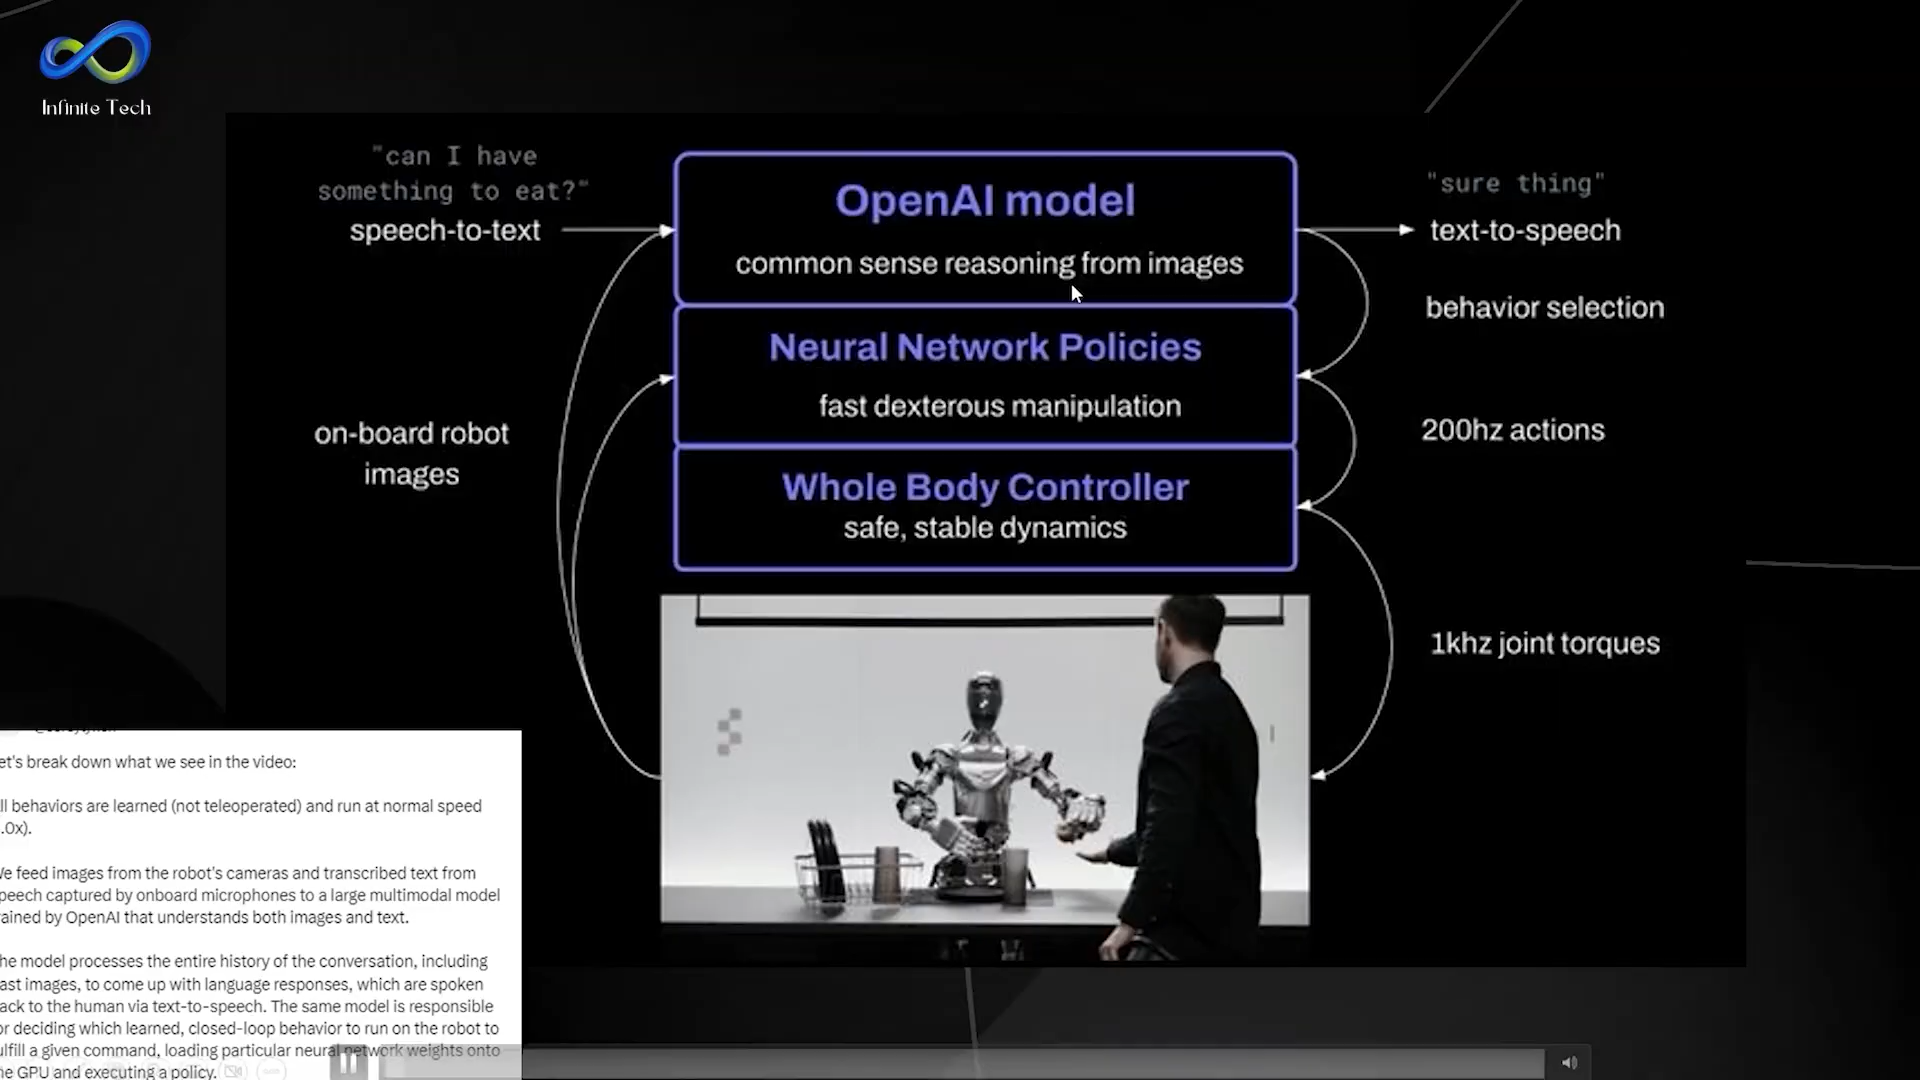 Infinite Tech
"can I have
something to eat?"
speech-to-text
on-board robot
images
OpenAI model
common sense reasoning from images
Neural Network Policies
fast dexterous manipulation
Whole Body Controller
safe, stable dynamics
"sure thing"
text-to-speech
behavior selection
200hz actions
1khz joint torques
et's break down what we see in the video:
ll behaviors are learned (not teleoperated) and run at normal speed
.0x).
e feed images from the robot's cameras and transcribed text from
peech captured by onboard microphones to a large multimodal model
ained by OpenAI that understands both images and text.
he model processes the entire history of the conversation, including
ast images, to come up with language responses, which are spoken
ack to the human via text-to-speech. The same model is responsible
or deciding which learned, closed-loop behavior to run on the robot to
ulfill a given command, loading particular neural network weights onto
he GPU and executing a policy.